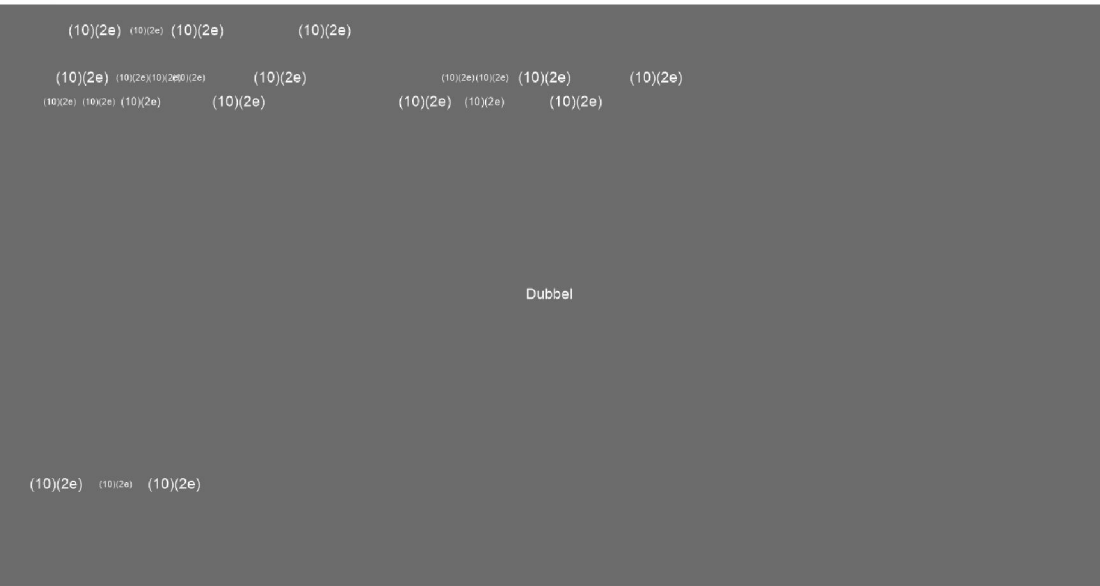 (10)(2e) (10)(2e) (10)(2e) (10)(2e)
(10)(2e) (10)(2e)(10)(2e)(10)(2e) (10)(2e) (10)(2e)(10)(2e) (10)(2e) (10)(2e)
(10)(2e) (10)(2e) (10)(2e) (10)(2e) (10)(2e) (10)(2e) (10)(2e)
Dubbel
(10)(2e) (10)(2e) (10)(2e)